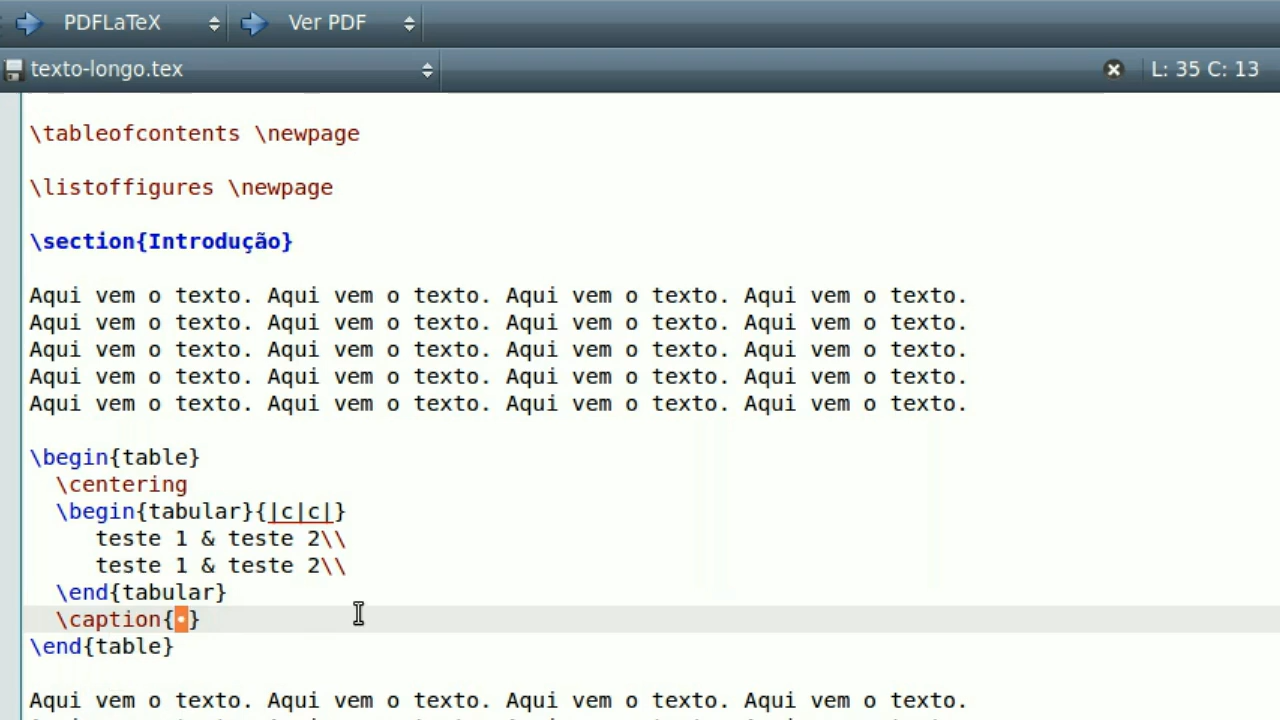 PDFLaTeX Ver PDF
texto-longo.tex L: 35 C: 13
\tableofcontents \newpage
\listoffigures \newpage
\section{Introdução}
Aqui vem o texto. Aqui vem o texto. Aqui vem o texto. Aqui vem o texto.
Aqui vem o texto. Aqui vem o texto. Aqui vem o texto. Aqui vem o texto.
Aqui vem o texto. Aqui vem o texto. Aqui vem o texto. Aqui vem o texto.
Aqui vem o texto. Aqui vem o texto. Aqui vem o texto. Aqui vem o texto.
Aqui vem o texto. Aqui vem o texto. Aqui vem o texto. Aqui vem o texto.
\begin{table}
\centering
\begin{tabular}{|c|c|}
teste 1 & teste 2\\
teste 1 & teste 2\\
\end{tabular}
\caption{•}
\end{table}
Aqui vem o texto. Aqui vem o texto. Aqui vem o texto. Aqui vem o texto.